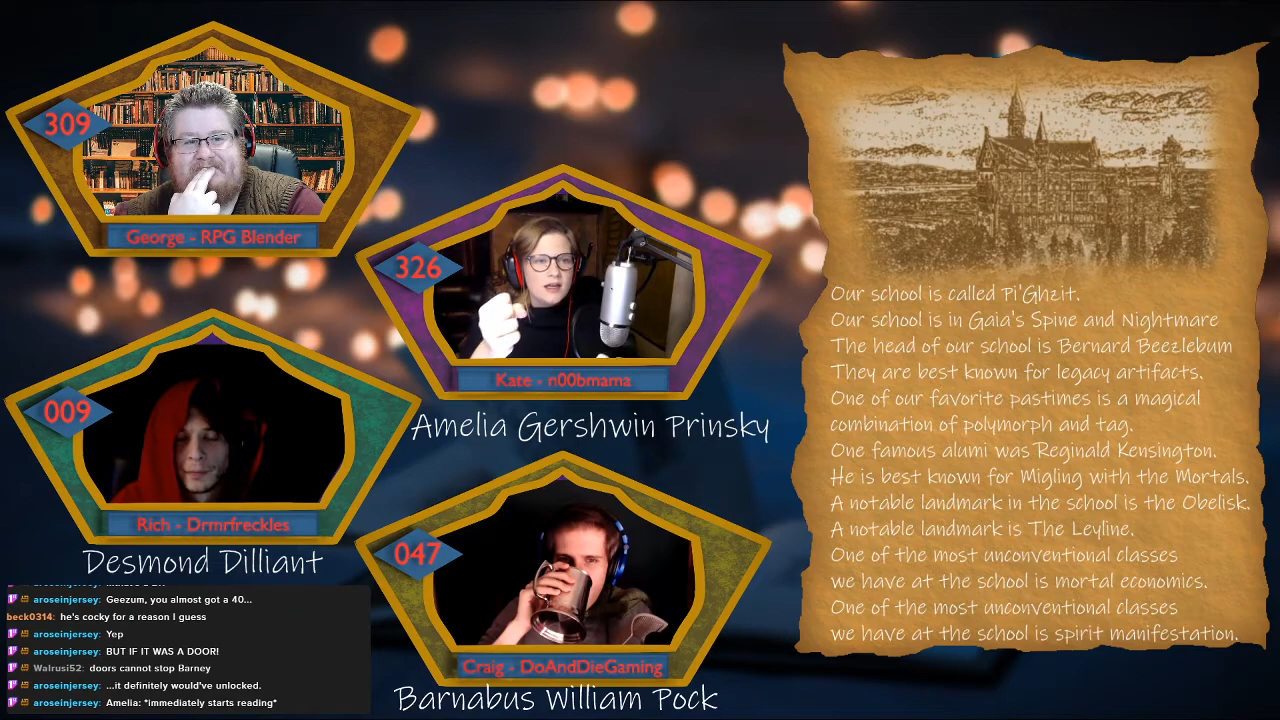 309
George - RPG Blender
326
Kate - n00bmama
Amelia Gershwin Prinsky
009
Rich - Drmrfreckles
Desmond Dilliant
047
Craig - DoAndDieGaming
Barnabus William Pock
Our school is called Pi'Ghzit.
Our school is in Gaia's Spine and Nightmare
The head of our school is Bernard Beezlebum
They are best known for legacy artifacts.
One of our favorite pastimes is a magical
combination of polymorph and tag.
One famous alumi was Reginald Kensington.
He is best known for Migling with the Mortals.
A notable landmark in the school is the Obelisk.
A notable landmark is The Leyline.
One of the most unconventional classes
we have at the school is mortal economics.
One of the most unconventional classes
we have at the school is spirit manifestation.
aroseinjersey:
aroseinjersey: Geezum, you almost got a 40...
beck0314: he's cocky for a reason I guess
aroseinjersey: Yep
aroseinjersey: BUT IF IT WAS A DOOR!
Walrusi52: doors cannot stop Barney
aroseinjersey: ...it definitely would've unlocked.
aroseinjersey: Amelia: *immediately starts reading*